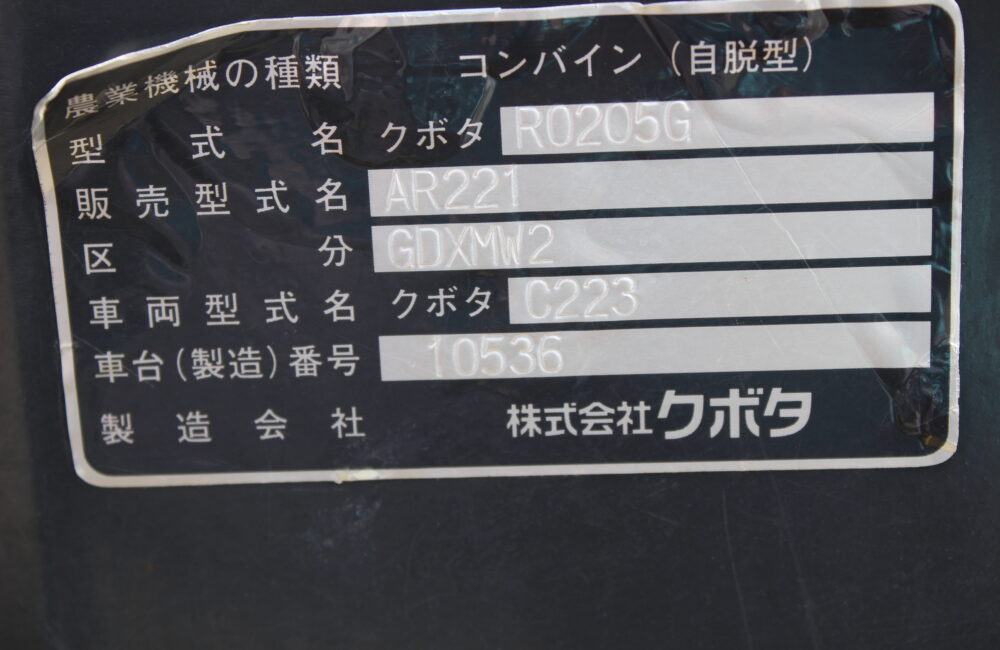 農業機械の種類 コンバイン（自脱型）
型式名 クボタ R0205G
販売型式名 AR221
区分 GDXMW2
車両型式名 クボタ C223
車台（製造）番号 10536
製造会社 株式会社クボタ